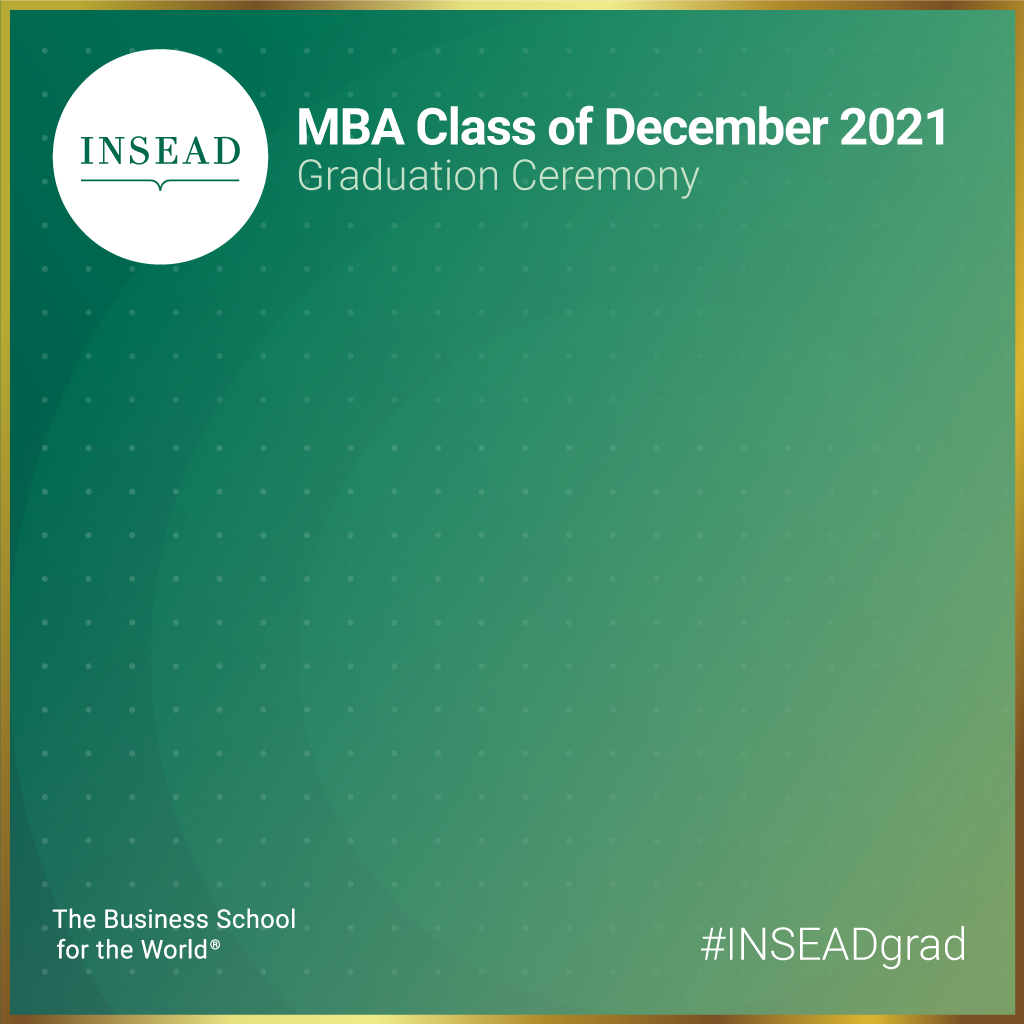 INSEAD
MBA Class of December 2021
Graduation Ceremony
The Business School
for the World®
#INSEADgrad